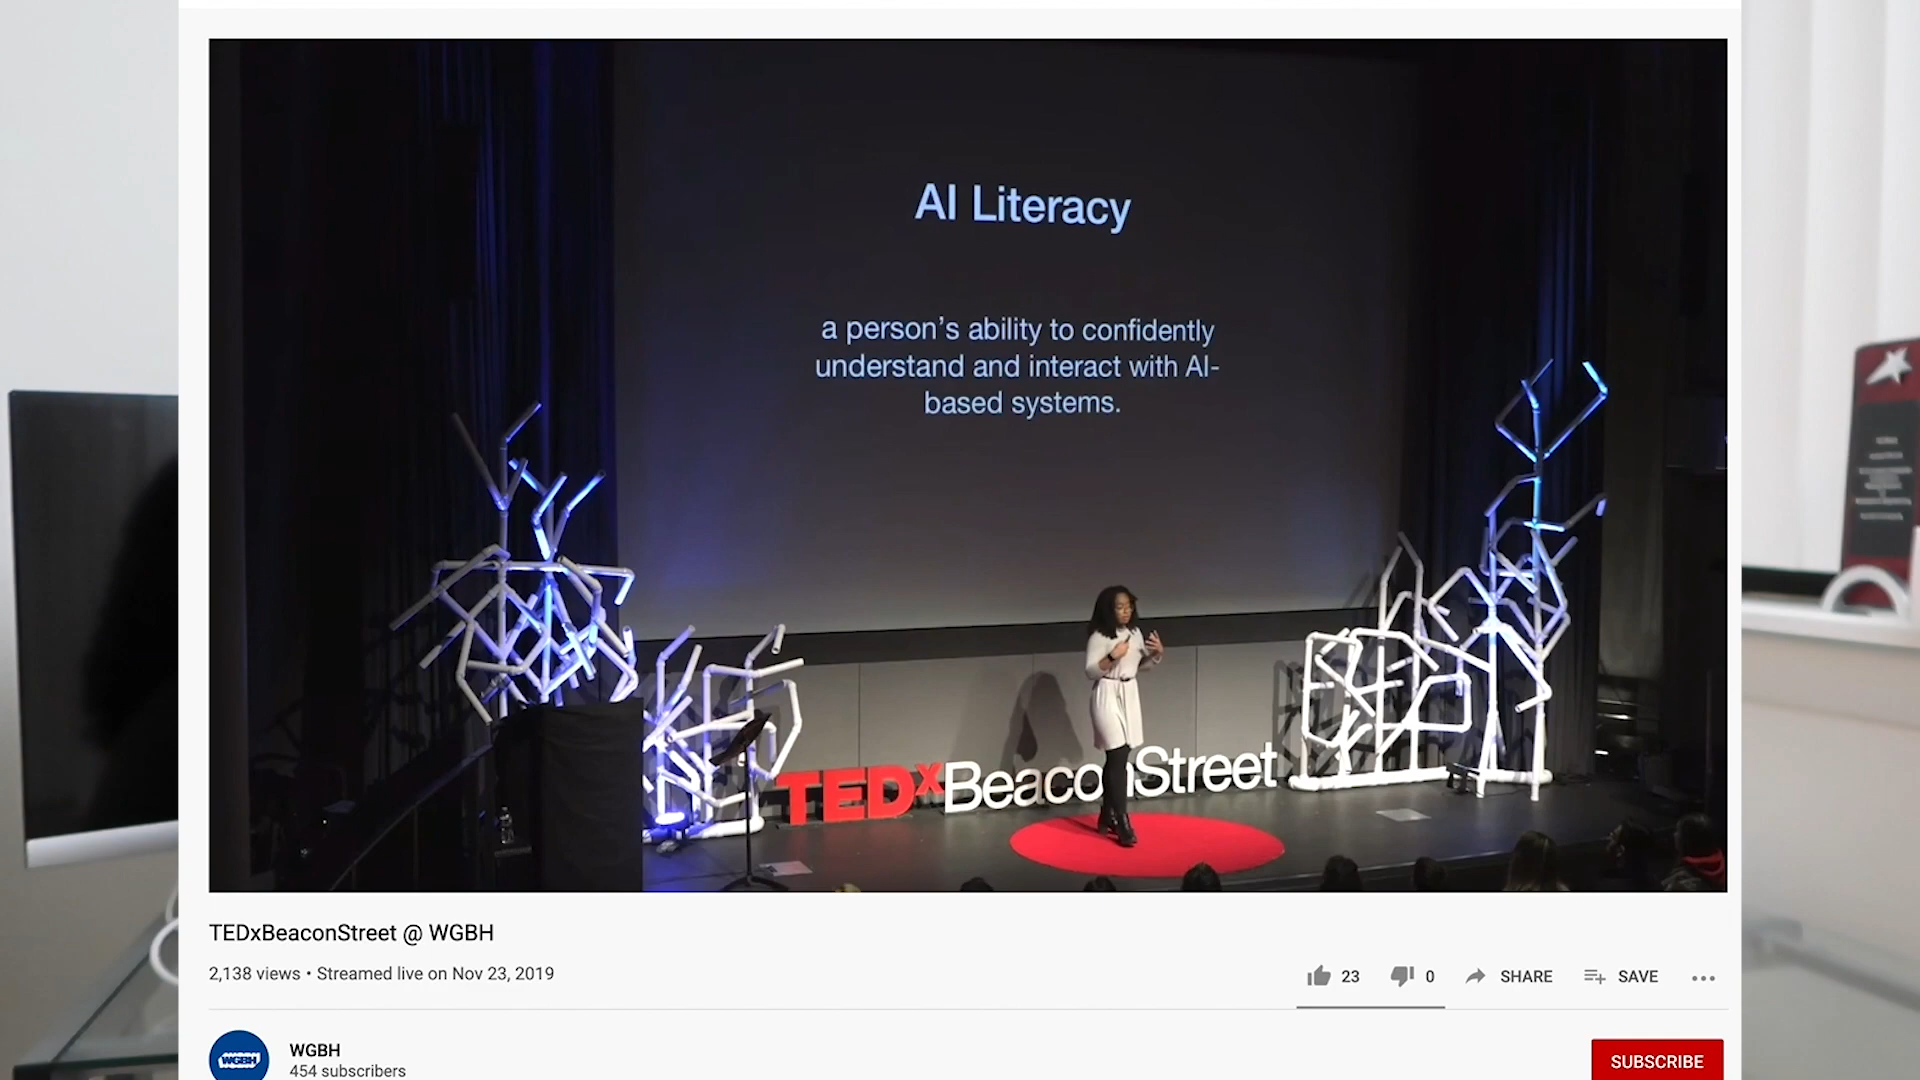 AI Literacy
a person's ability to confidently
understand and interact with AI-
based systems.
TEDxBeaconStreet
TEDxBeaconStreet @ WGBH
2,138 views • Streamed live on Nov 23, 2019
23
0
SHARE
SAVE
WGBH
WGBH
454 subscribers
SUBSCRIBE